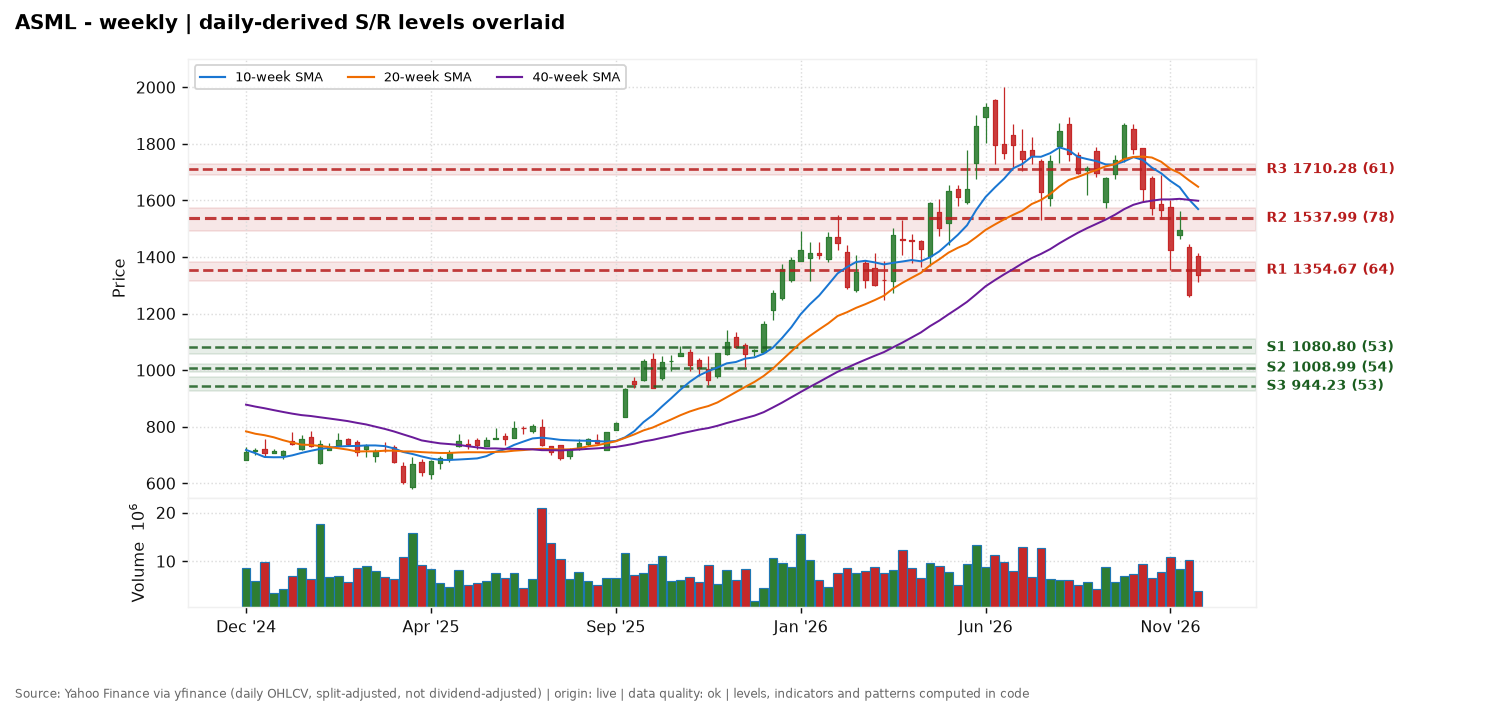 ASML - weekly | daily-derived S/R levels overlaid
10-week SMA 20-week SMA 40-week SMA
Price
2000
1800
1600
1400
1200
1000
800
600
R3 1710.28 (61)
R2 1537.99 (78)
R1 1354.67 (64)
S1 1080.80 (53)
S2 1008.99 (54)
S3 944.23 (53)
Volume 10⁶
20
10
Dec '24 Apr '25 Sep '25 Jan '26 Jun '26 Nov '26
Source: Yahoo Finance via yfinance (daily OHLCV, split-adjusted, not dividend-adjusted) | origin: live | data quality: ok | levels, indicators and patterns computed in code